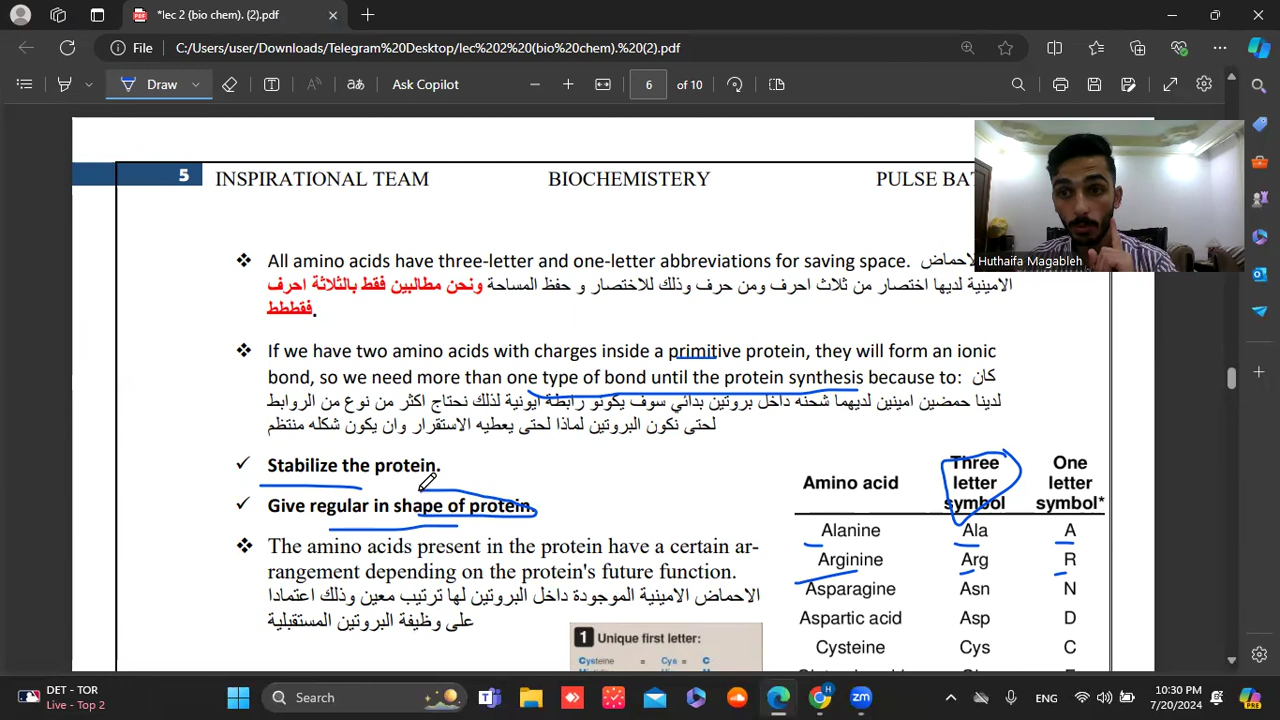 *lec 2 (bio chem). (2).pdf
File C:/Users/user/Downloads/Telegram%20Desktop/lec%202%20(bio%20chem).%20(2).pdf
Draw aあ Ask Copilot 6 of 10
Huthaifa Magableh
5 INSPIRATIONAL TEAM BIOCHEMISTERY PULSE
❖ All amino acids have three-letter and one-letter abbreviations for saving space.
الامينية لديها اختصار من ثلاث احرف ومن حرف وذلك للاختصار و حفظ المساحة ونحن مطالبين فقط بالثلاثة احرف
فقطططط.
❖ If we have two amino acids with charges inside a primitive protein, they will form an ionic
bond, so we need more than one type of bond until the protein synthesis because to: كان
لدينا حمضين امينين لديهما شحنه داخل بروتين بدائي سوف يكونو رابطة ايونية لذلك نحتاج اكثر من نوع من الروابط
لحتى نكون البروتين لماذا لحتى يعطيه الاستقرار وان يكون شكله منتظم
✓ Stabilize the protein.
✓ Give regular in shape of protein.
❖ The amino acids present in the protein have a certain ar-
rangement depending on the protein's future function.
الاحماض الامينية الموجودة داخل البروتين لها ترتيب معين وذلك اعتمادا
على وظيفة البروتين المستقبلية
Amino acid Three letter symbol One letter symbol*
Alanine Ala A
Arginine Arg R
Asparagine Asn N
Aspartic acid Asp D
Cysteine Cys C
1 Unique first letter:
Cysteine = Cys = C
DET - TOR
Live - Top 2
Search
ENG
10:30 PM
7/20/2024